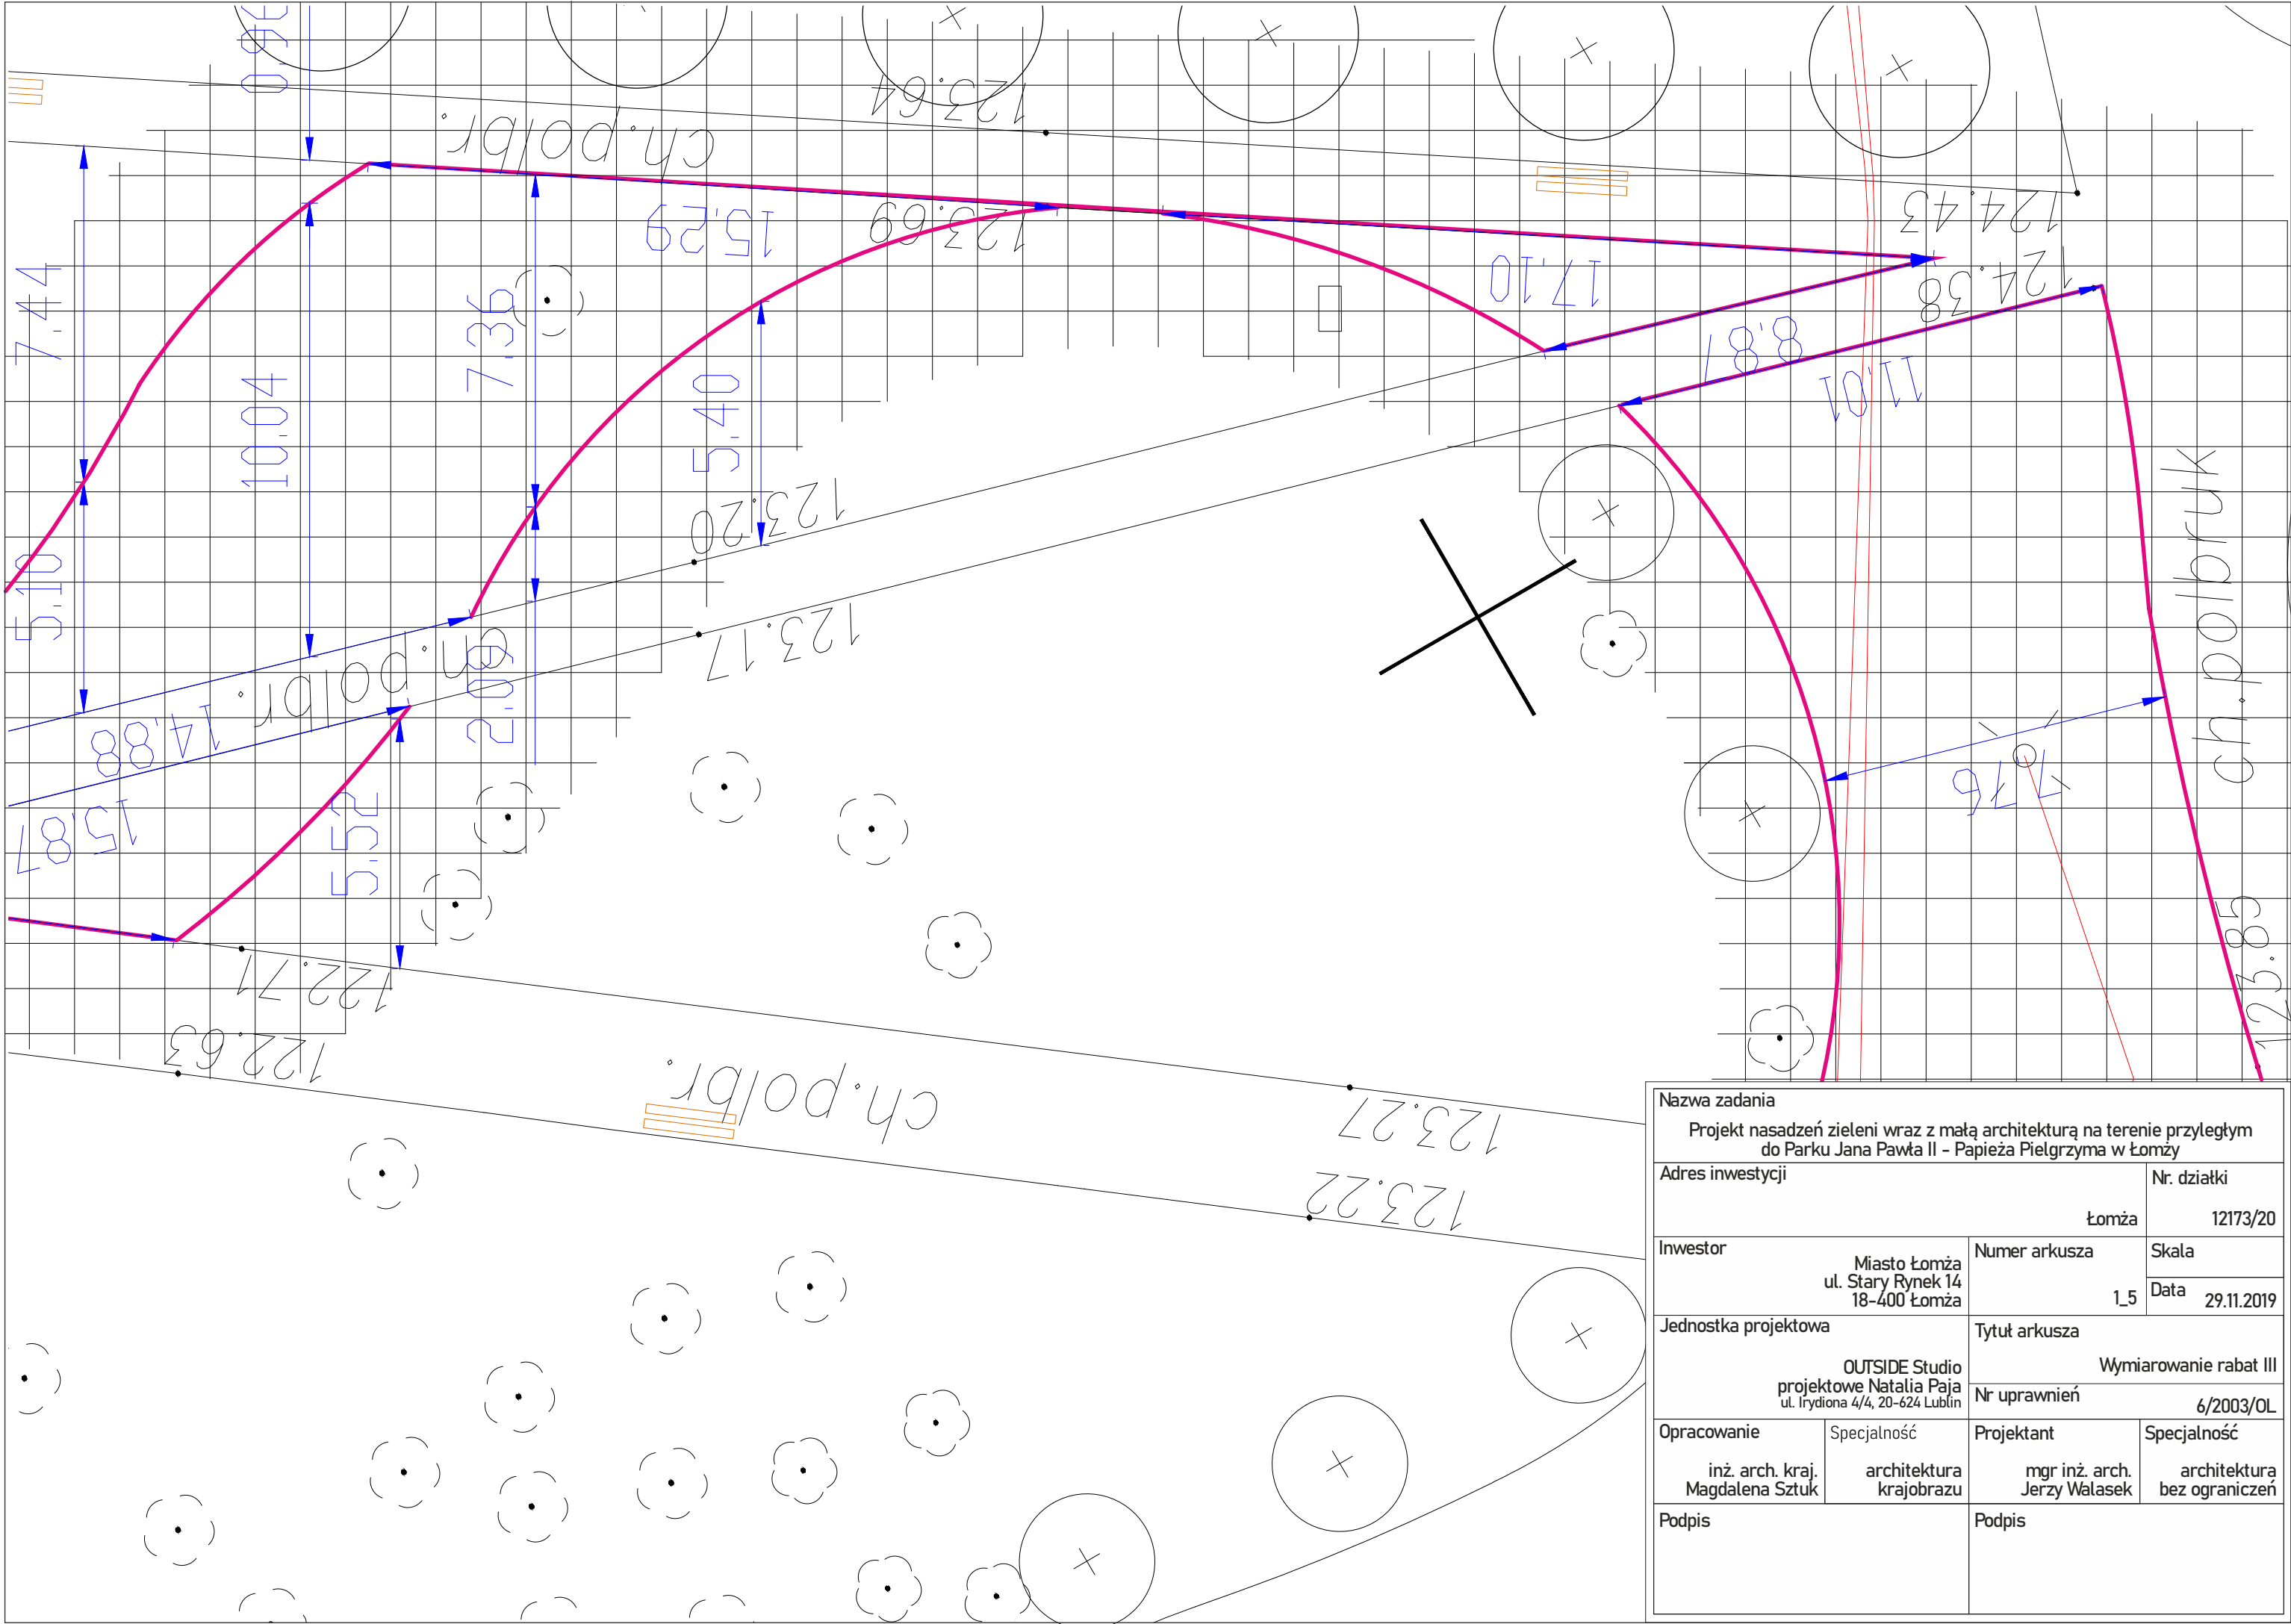 ch.polbr.
123.64
15,29
123.69
17,10
124.43
124.38
7.44
10.04
7.36
5.40
8.87
11,01
5.10
123.20
123.17
ch.polbr.
14,88
2.09
15,87
5.52
ch.polbruk
7,76
123.85
122.71
122.63
ch.polbr.
123.27
123.22
Nazwa zadania
Projekt nasadzeń zieleni wraz z małą architekturą na terenie przyległym
do Parku Jana Pawła II - Papieża Pielgrzyma w Łomży
Adres inwestycji
Łomża
Nr. działki
12173/20
Inwestor
Miasto Łomża
ul. Stary Rynek 14
18-400 Łomża
Numer arkusza
1_5
Skala
Data
29.11.2019
Jednostka projektowa
OUTSIDE Studio
projektowe Natalia Paja
ul. Irydiona 4/4, 20-624 Lublin
Tytuł arkusza
Wymiarowanie rabat III
Nr uprawnień
6/2003/OL
Opracowanie
inż. arch. kraj.
Magdalena Sztuk
Specjalność
architektura
krajobrazu
Projektant
mgr inż. arch.
Jerzy Walasek
Specjalność
architektura
bez ograniczeń
Podpis
Podpis